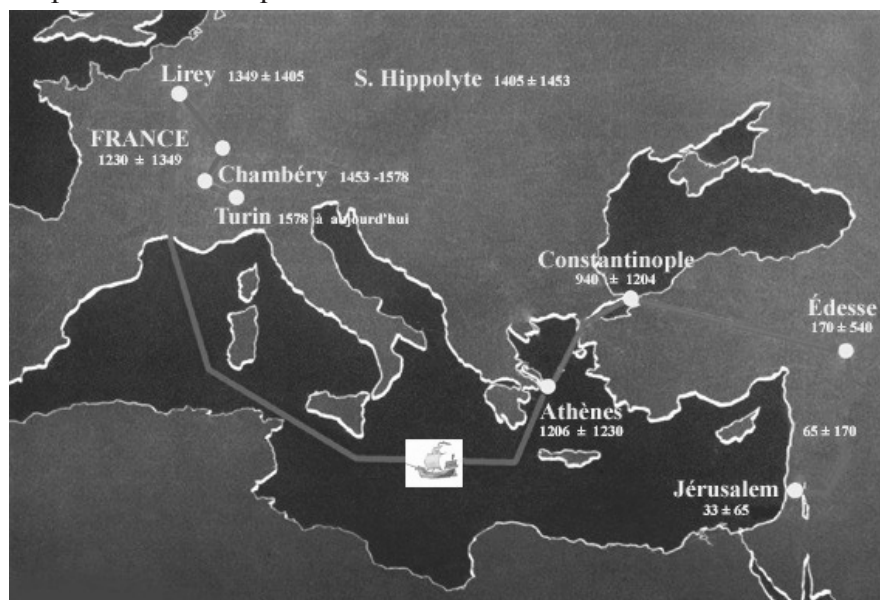 Lirey 1349 ± 1405
S. Hippolyte 1405 ± 1453
FRANCE
1230 ± 1349
Chambéry 1453 -1578
Turin 1578 à aujourd'hui
Constantinople
940 ± 1204
Édesse
170 ± 540
Athènes
1206 ± 1230
65 ± 170
Jérusalem
33 ± 65